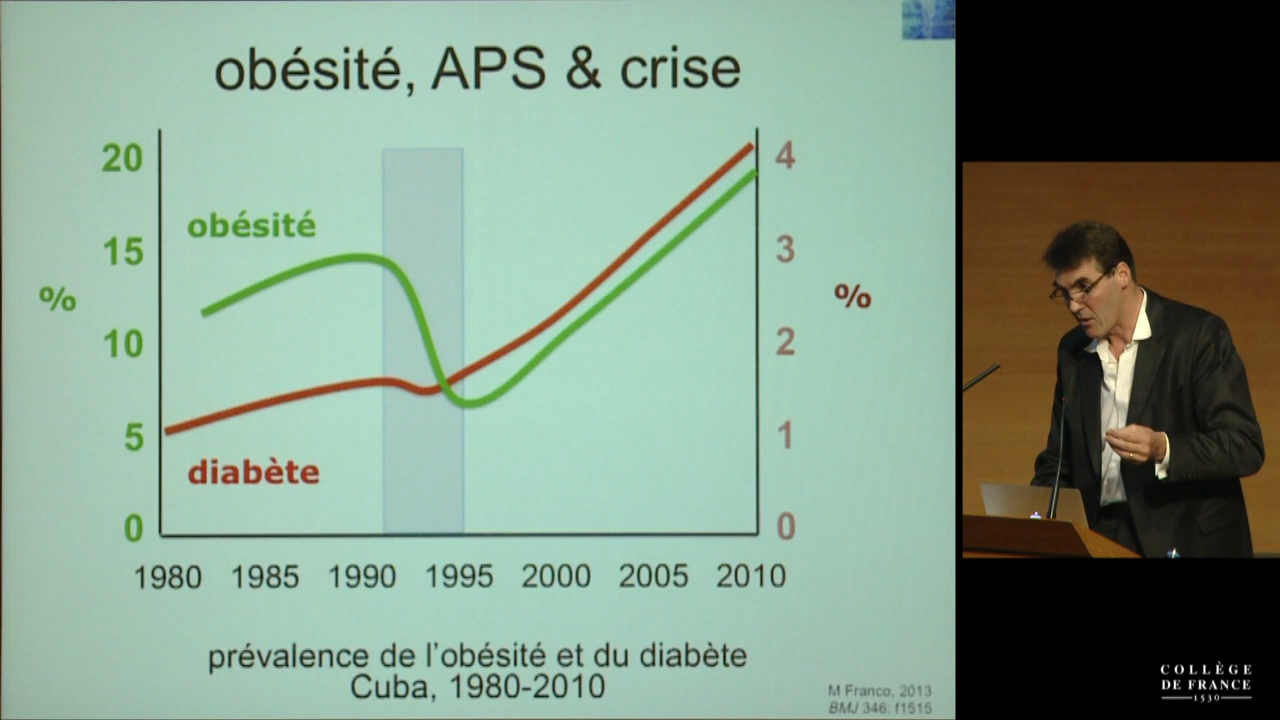 obésité, APS & crise
20
15
%
10
5
0
obésité
diabète
4
3
%
2
1
0
1980 1985 1990 1995 2000 2005 2010
prévalence de l'obésité et du diabète
Cuba, 1980-2010
M Franco, 2013
BMJ 346: f1515
COLLÈGE
DE FRANCE
1530